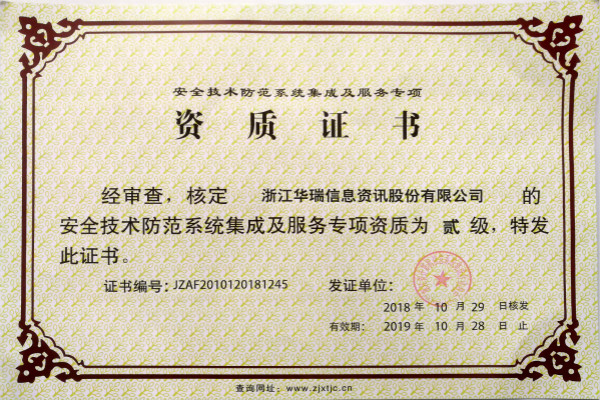 安全技术防范系统集成及服务专项
资质证书
经审查，核定 浙江华瑞信息资讯股份有限公司 的
安全技术防范系统集成及服务专项资质为 贰 级，特发
此证书。
证书编号：JZAF2010120181245 发证单位：
2018 年 10 月 29 日核发
有效期： 2019 年 10 月 28 日 止
查询网址：www.zjxtjc.cn